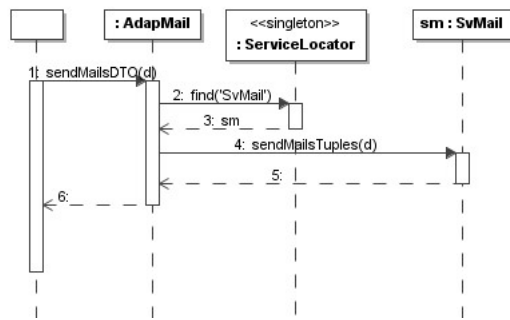 : AdapMail
<<singleton>>
: ServiceLocator
sm : SvMail
1: sendMailsDTO(d)
2: find('SvMail')
3: sm
4: sendMailsTuples(d)
5:
6: